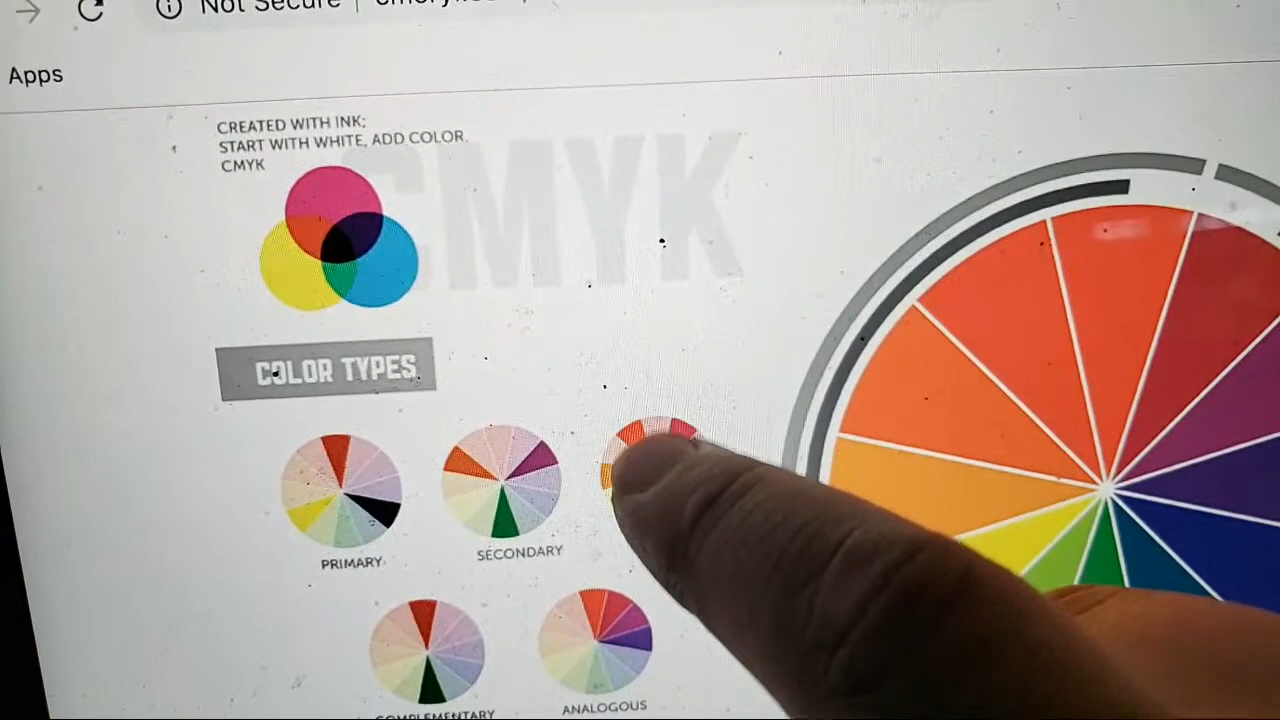 Not Secure
Apps
CREATED WITH INK;
START WITH WHITE, ADD COLOR.
CMYK
CMYK
COLOR TYPES
PRIMARY
SECONDARY
COMPLEMENTARY
ANALOGOUS